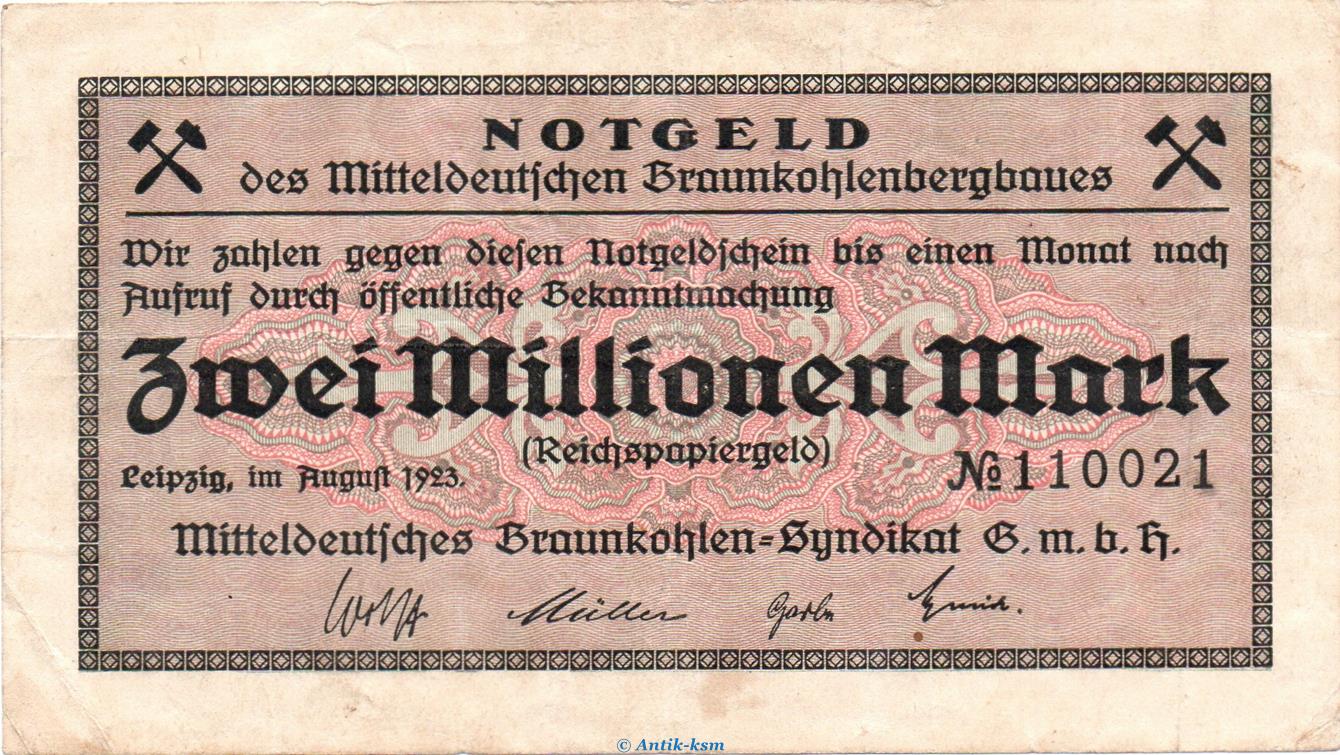 NOTGELD
des Mitteldeutschen Braunkohlenbergbaues
Wir zahlen gegen diesen Notgeldschein bis einen Monat nach
Aufruf durch öffentliche Bekanntmachung
Zwei Millionen Mark
(Reichspapiergeld)
Leipzig, im August 1923.
№ 110021
Mitteldeutsches Braunkohlen=Syndikat G. m. b. H.
Müller
© Antik-ksm